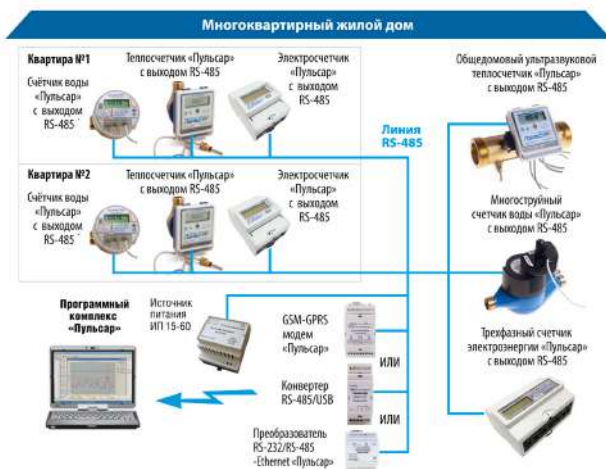 Многоквартирный жилой дом
Квартира №1
Счётчик воды
«Пульсар»
с выходом
RS-485
Теплосчетчик «Пульсар»
с выходом RS-485
Электросчетчик
«Пульсар»
с выходом RS-485
Общедомовый ультразвуковой
теплосчетчик «Пульсар»
с выходом RS-485
Линия
RS-485
Квартира №2
Счётчик воды
«Пульсар»
с выходом
RS-485
Теплосчетчик «Пульсар»
с выходом RS-485
Электросчетчик
«Пульсар»
с выходом RS-485
Многоструйный
счетчик воды «Пульсар»
с выходом RS-485
Программный
комплекс
«Пульсар»
Источник
питания
ИП 15-60
GSM-GPRS
модем
«Пульсар»
ИЛИ
Конвертер
RS-485/USB
ИЛИ
Преобразователь
RS-232/RS-485
-Ethernet «Пульсар»
Трехфазный счетчик
электроэнергии «Пульсар»
с выходом RS-485